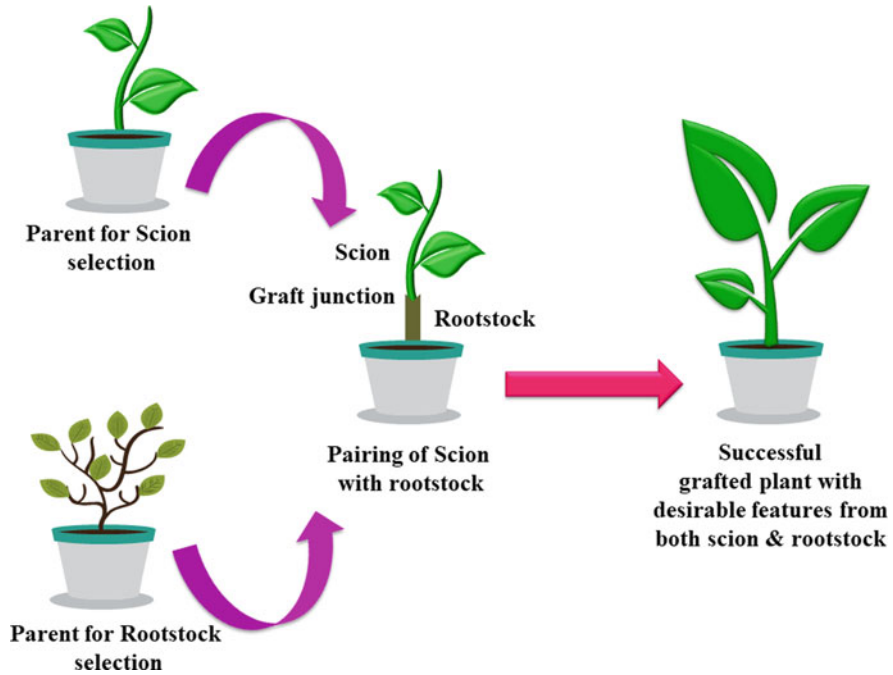 Parent for Scion
selection
Scion
Graft junction
Rootstock
Pairing of Scion
with rootstock
Parent for Rootstock
selection
Successful
grafted plant with
desirable features from
both scion & rootstock